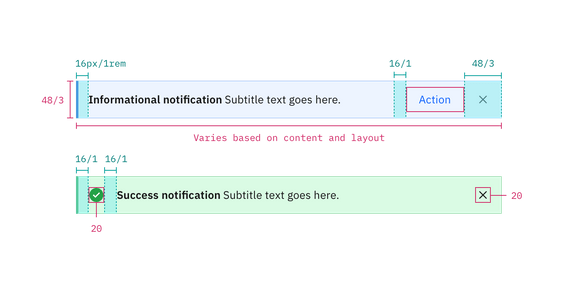 16px/1rem 16/1 48/3
48/3 Informational notification Subtitle text goes here. Action
Varies based on content and layout
16/1 16/1
Success notification Subtitle text goes here. 20
20